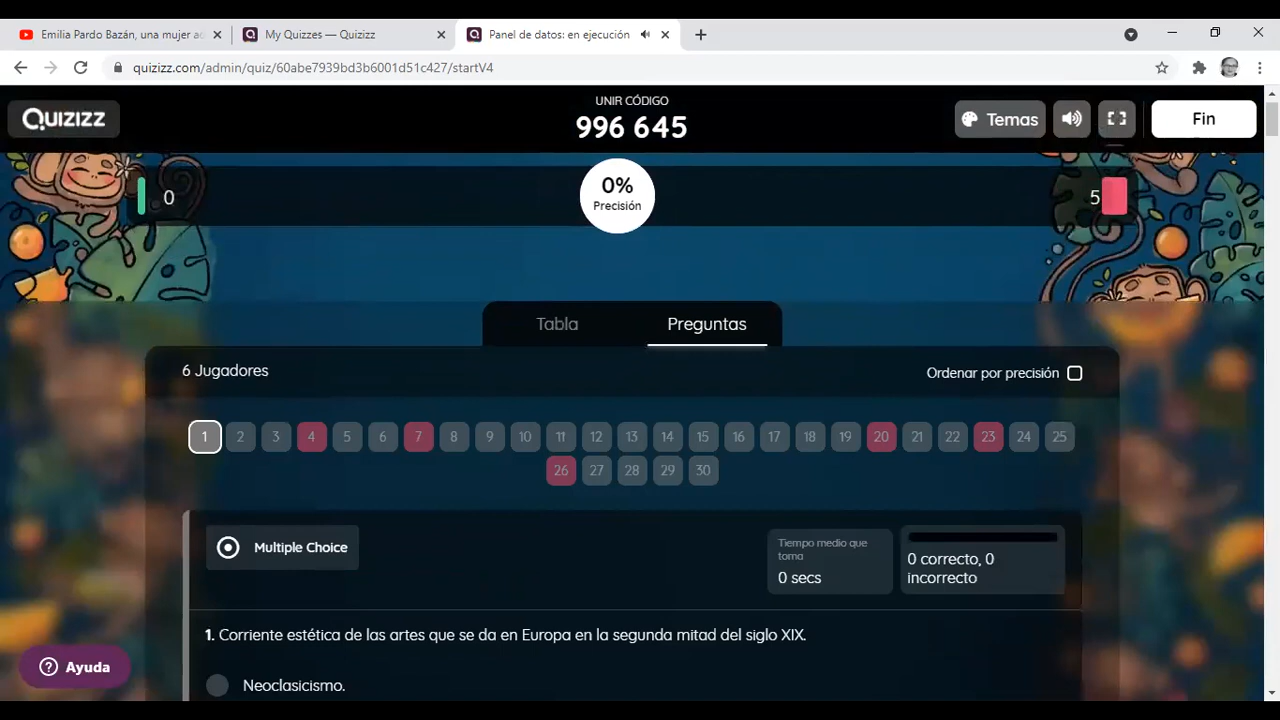 Emilia Pardo Bazán, una mujer ad
My Quizzes — Quizizz
Panel de datos: en ejecución
quizizz.com/admin/quiz/60abe7939bd3b6001d51c427/startV4
QUIZIZZ
UNIR CÓDIGO
996 645
Temas
Fin
0
0%
Precisión
5
Tabla
Preguntas
6 Jugadores
Ordenar por precisión
1 2 3 4 5 6 7 8 9 10 11 12 13 14 15 16 17 18 19 20 21 22 23 24 25
26 27 28 29 30
Multiple Choice
Tiempo medio que
toma
0 secs
0 correcto, 0
incorrecto
1. Corriente estética de las artes que se da en Europa en la segunda mitad del siglo XIX.
Neoclasicismo.
Ayuda